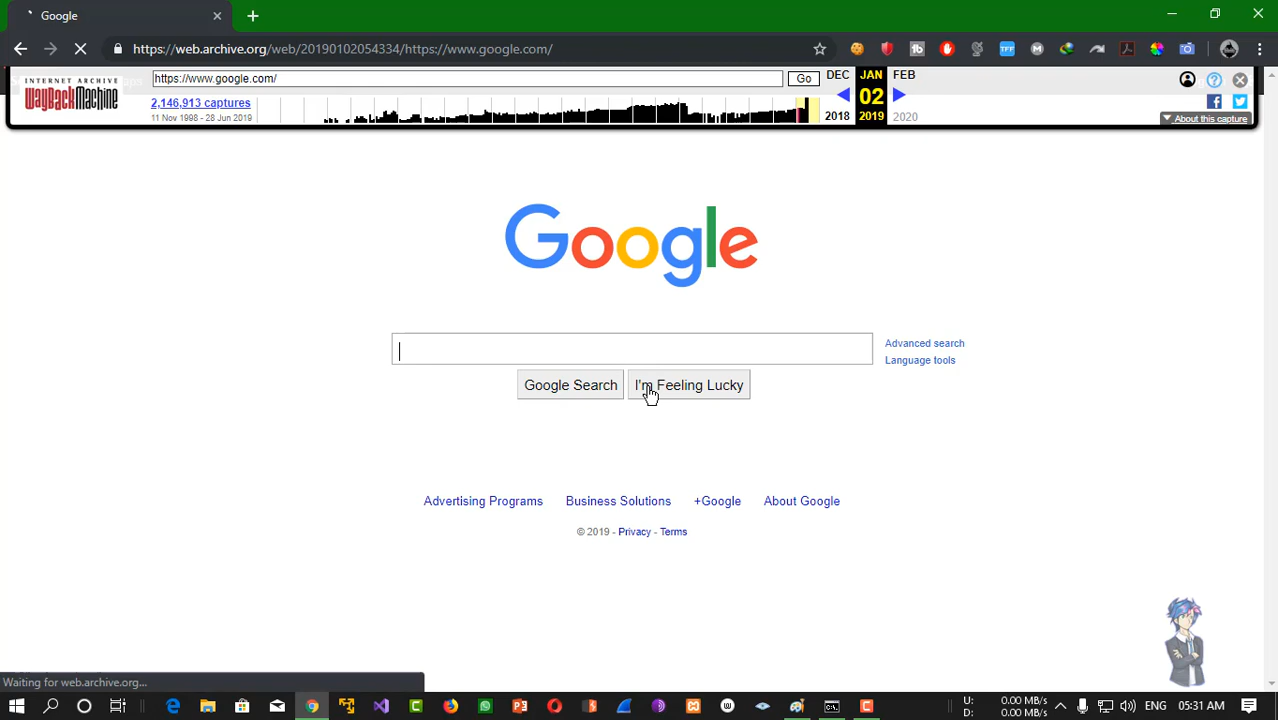 Google
https://web.archive.org/web/20190102054334/https://www.google.com/
INTERNET ARCHIVE
WayBackMachine
https://www.google.com/
Go
DEC JAN FEB
02
2018 2019 2020
2,146,913 captures
11 Nov 1998 - 28 Jun 2019
About this capture
Google
Advanced search
Language tools
Google Search I'm Feeling Lucky
Advertising Programs Business Solutions +Google About Google
© 2019 - Privacy - Terms
Waiting for web.archive.org...
U: 0.00 MB/s
D: 0.00 MB/s
ENG 05:31 AM